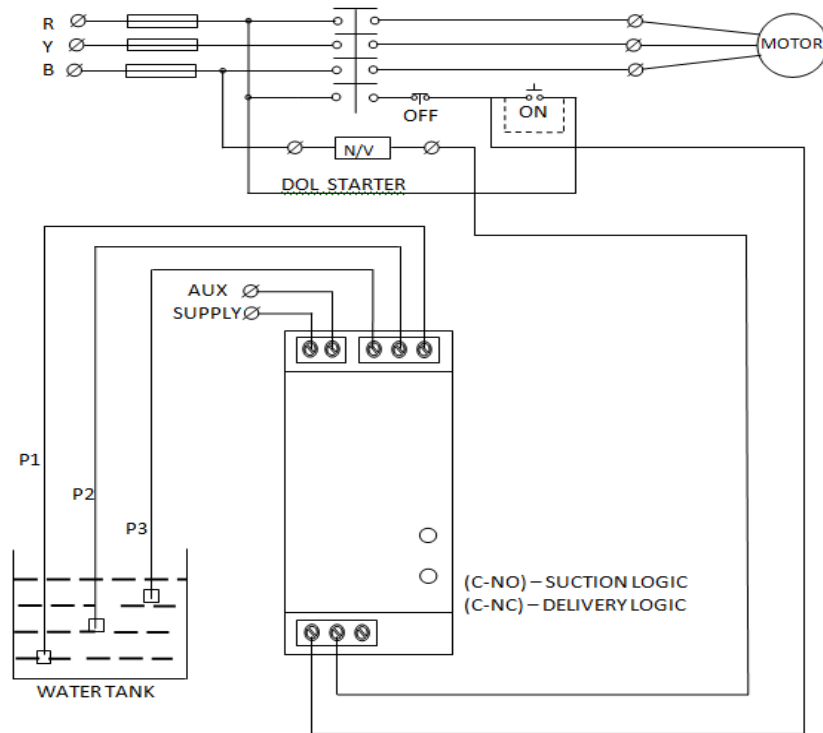 R
Y
B
MOTOR
OFF
ON
N/V
DOL STARTER
AUX
SUPPLY
P1
P2
P3
(C-NO) – SUCTION LOGIC
(C-NC) – DELIVERY LOGIC
WATER TANK